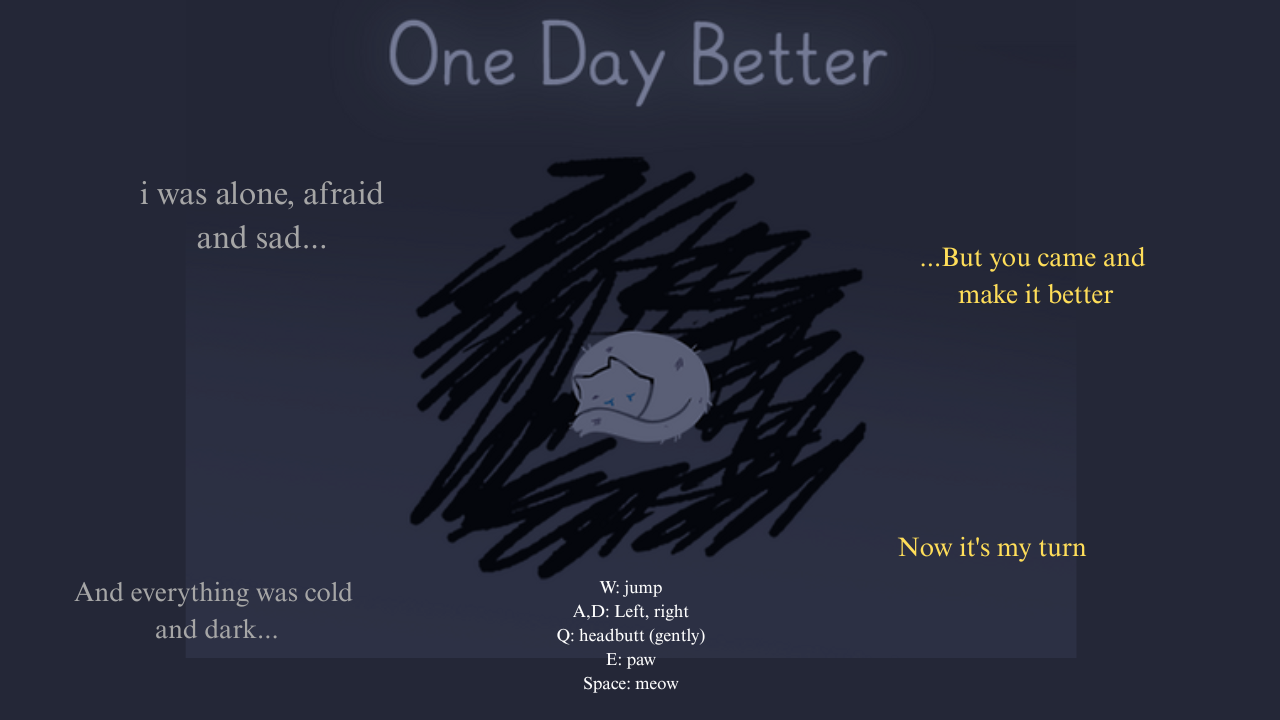 One Day Better
i was alone, afraid
and sad...
...But you came and
make it better
Now it's my turn
And everything was cold
and dark...
W: jump
A,D: Left, right
Q: headbutt (gently)
E: paw
Space: meow